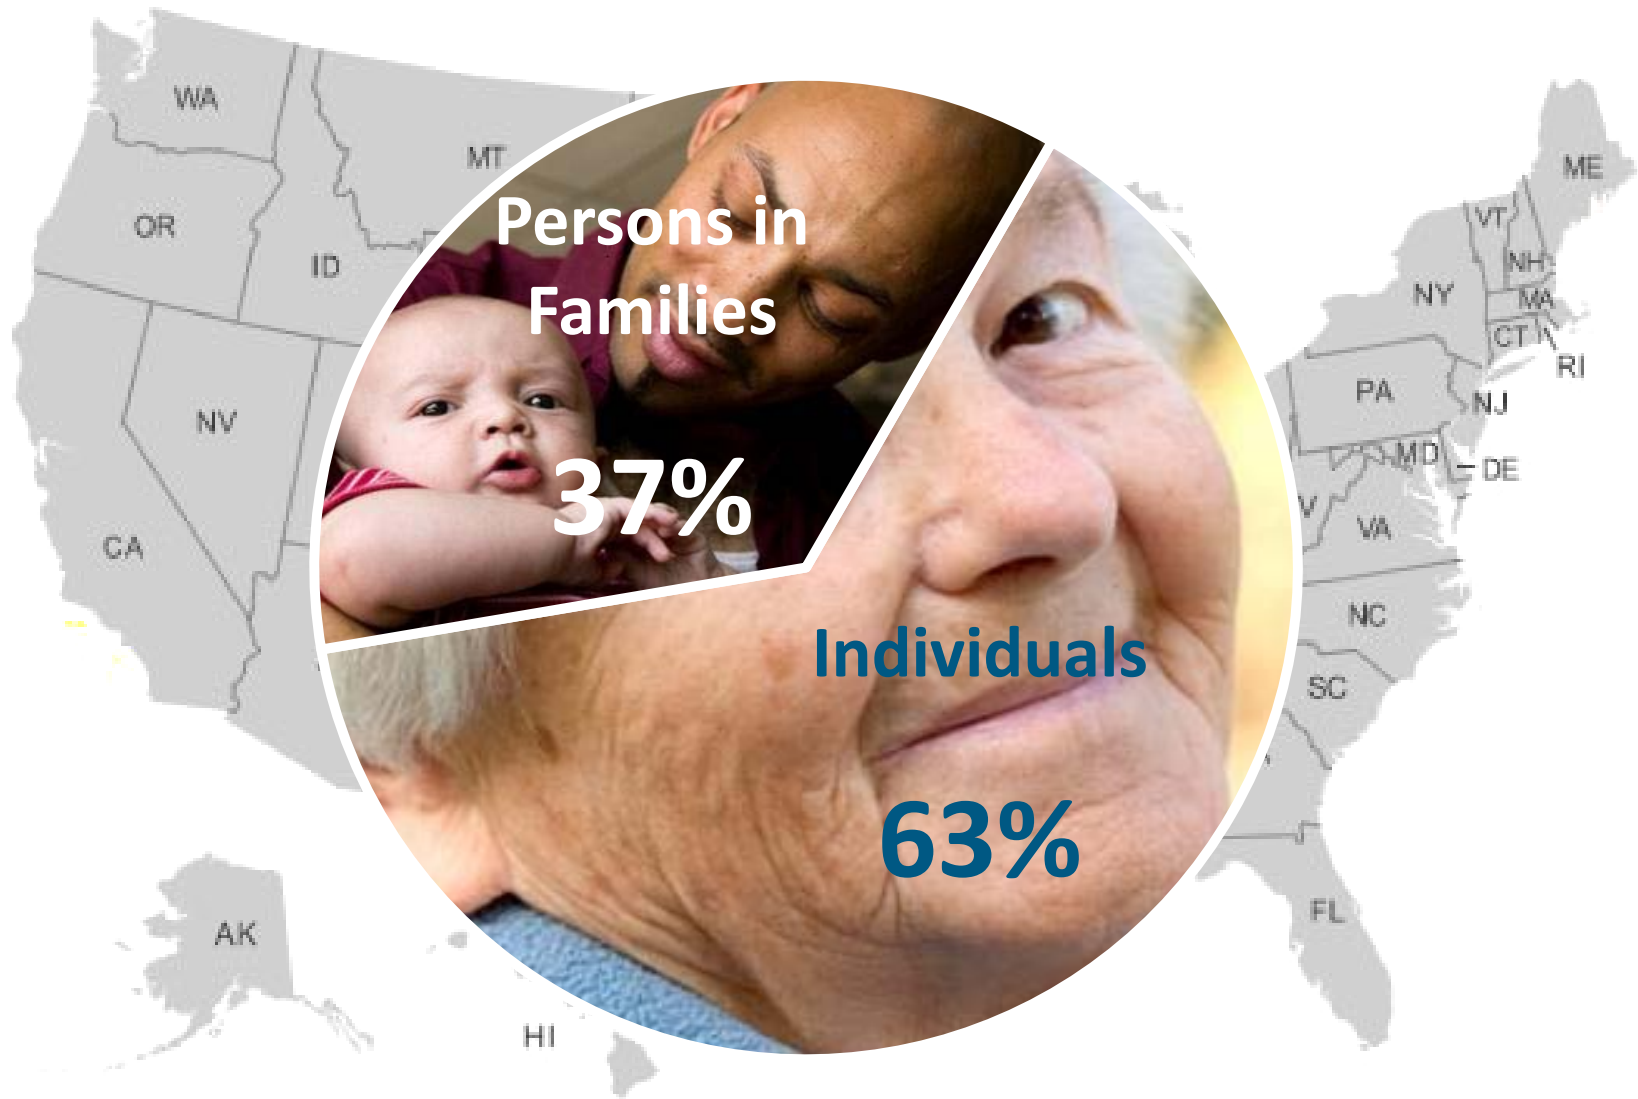 WA
MT
OR
ID
NV
CA
AK
HI
Persons in
Families
37%
Individuals
63%
ME
VT
NH
NY
MA
CT
RI
PA
NJ
MD
DE
V
VA
NC
SC
FL